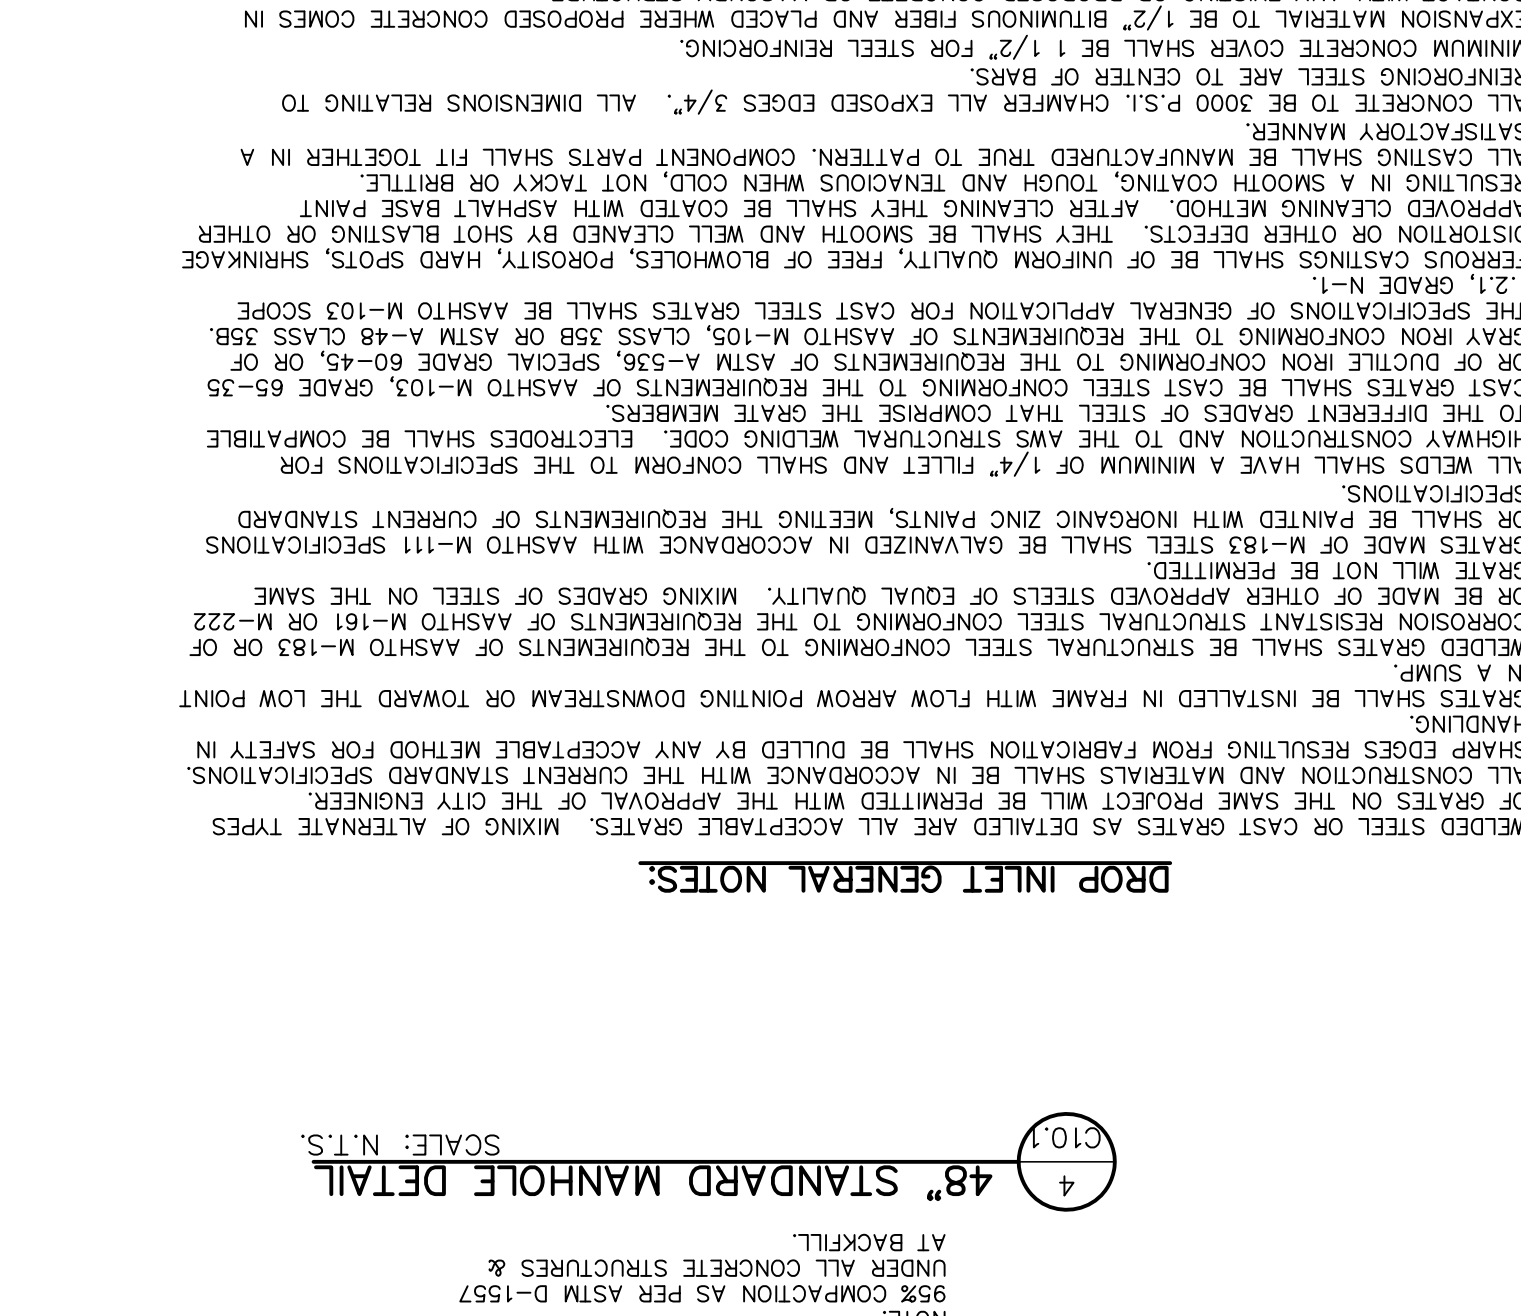 NOTE:
95% COMPACTION AS PER ASTM D–1557
UNDER ALL CONCRETE STRUCTURES &
AT BACKFILL.
4
C10.1
48" STANDARD MANHOLE DETAIL
SCALE: N.T.S.
DROP INLET GENERAL NOTES:
WELDED STEEL OR CAST GRATES AS DETAILED ARE ALL ACCEPTABLE GRATES. MIXING OF ALTERNATE TYPES
OF GRATES ON THE SAME PROJECT WILL BE PERMITTED WITH THE APPROVAL OF THE CITY ENGINEER.
ALL CONSTRUCTION AND MATERIALS SHALL BE IN ACCORDANCE WITH THE CURRENT STANDARD SPECIFICATIONS.
SHARP EDGES RESULTING FROM FABRICATION SHALL BE DULLED BY ANY ACCEPTABLE METHOD FOR SAFETY IN
HANDLING.
GRATES SHALL BE INSTALLED IN FRAME WITH FLOW ARROW POINTING DOWNSTREAM OR TOWARD THE LOW POINT
N A SUMP.
WELDED GRATES SHALL BE STRUCTURAL STEEL CONFORMING TO THE REQUIREMENTS OF AASHTO M–183 OR OF
CORROSION RESISTANT STRUCTURAL STEEL CONFORMING TO THE REQUIREMENTS OF AASHTO M–161 OR M–222
OR BE MADE OF OTHER APPROVED STEELS OF EQUAL QUALITY. MIXING GRADES OF STEEL ON THE SAME
GRATE WILL NOT BE PERMITTED.
GRATES MADE OF M–183 STEEL SHALL BE GALVANIZED IN ACCORDANCE WITH AASHTO M–111 SPECIFICATIONS
OR SHALL BE PAINTED WITH INORGANIC ZINC PAINTS, MEETING THE REQUIREMENTS OF CURRENT STANDARD
SPECIFICATIONS.
ALL WELDS SHALL HAVE A MINIMUM OF 1/4" FILLET AND SHALL CONFORM TO THE SPECIFICATIONS FOR
HIGHWAY CONSTRUCTION AND TO THE AWS STRUCTURAL WELDING CODE. ELECTRODES SHALL BE COMPATIBLE
TO THE DIFFERENT GRADES OF STEEL THAT COMPRISE THE GRATE MEMBERS.
CAST GRATES SHALL BE CAST STEEL CONFORMING TO THE REQUIREMENTS OF AASHTO M–103, GRADE 65–35
OR OF DUCTILE IRON CONFORMING TO THE REQUIREMENTS OF ASTM A–536, SPECIAL GRADE 60–45, OR OF
GRAY IRON CONFORMING TO THE REQUIREMENTS OF AASHTO M–105, CLASS 35B OR ASTM A–48 CLASS 35B.
THE SPECIFICATIONS OF GENERAL APPLICATION FOR CAST STEEL GRATES SHALL BE AASHTO M–103 SCOPE
.2.1, GRADE N–1.
FERROUS CASTINGS SHALL BE OF UNIFORM QUALITY, FREE OF BLOWHOLES, POROSITY, HARD SPOTS, SHRINKAGE
DISTORTION OR OTHER DEFECTS. THEY SHALL BE SMOOTH AND WELL CLEANED BY SHOT BLASTING OR OTHER
APPROVED CLEANING METHOD. AFTER CLEANING THEY SHALL BE COATED WITH ASPHALT BASE PAINT
RESULTING IN A SMOOTH COATING, TOUGH AND TENACIOUS WHEN COLD, NOT TACKY OR BRITTLE.
ALL CASTING SHALL BE MANUFACTURED TRUE TO PATTERN. COMPONENT PARTS SHALL FIT TOGETHER IN A
SATISFACTORY MANNER.
ALL CONCRETE TO BE 3000 P.S.I. CHAMFER ALL EXPOSED EDGES 3/4". ALL DIMENSIONS RELATING TO
REINFORCING STEEL ARE TO CENTER OF BARS.
MINIMUM CONCRETE COVER SHALL BE 1 1/2" FOR STEEL REINFORCING.
EXPANSION MATERIAL TO BE 1/2" BITUMINOUS FIBER AND PLACED WHERE PROPOSED CONCRETE COMES IN